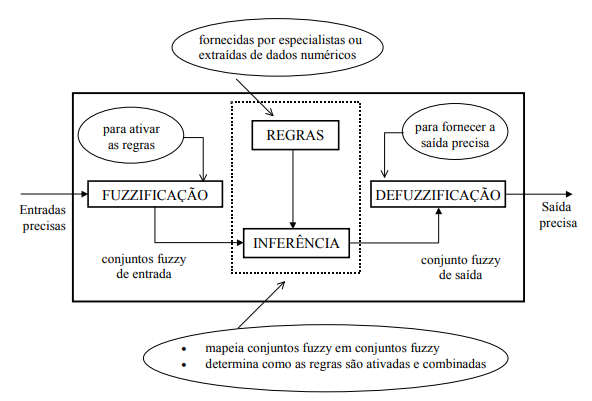 fornecidas por especialistas ou
extraídas de dados numéricos
para ativar
as regras
REGRAS
para fornecer a
saída precisa
FUZZIFICAÇÃO
DEFUZZIFICAÇÃO
Entradas
precisas
Saída
precisa
INFERÊNCIA
conjuntos fuzzy
de entrada
conjunto fuzzy
de saída
• mapeia conjuntos fuzzy em conjuntos fuzzy
• determina como as regras são ativadas e combinadas